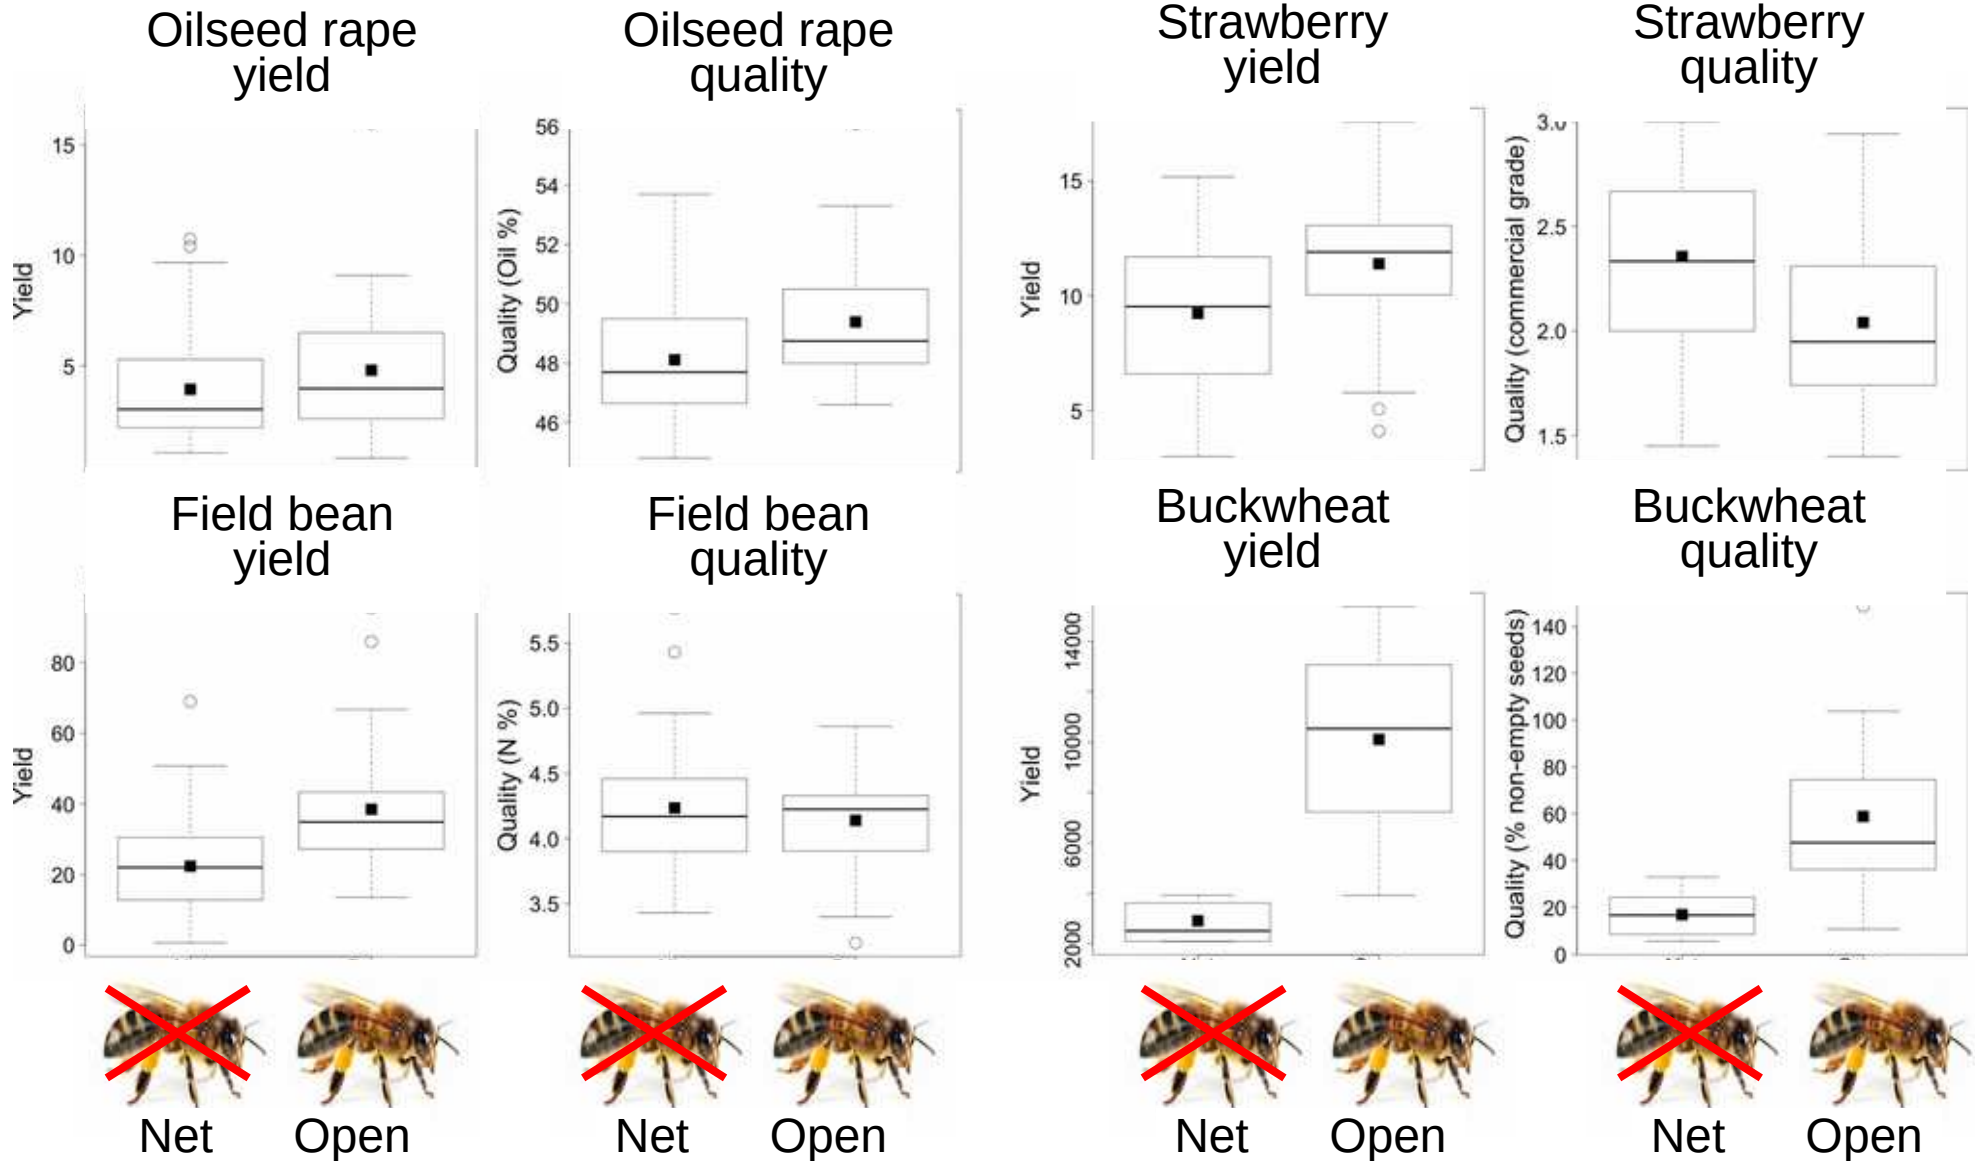 Oilseed rape
yield
Oilseed rape
quality
Strawberry
yield
Strawberry
quality
15
10
5
Yield
56
54
52
50
48
46
Quality (Oil %)
15
10
5
Yield
3.0
2.5
2.0
1.5
Quality (commercial grade)
Field bean
yield
Field bean
quality
Buckwheat
yield
Buckwheat
quality
80
60
40
20
0
Yield
5.5
5.0
4.5
4.0
3.5
Quality (N %)
14000
10000
6000
2000
Yield
140
120
100
80
60
40
20
0
Quality (% non-empty seeds)
Net
Open
Net
Open
Net
Open
Net
Open